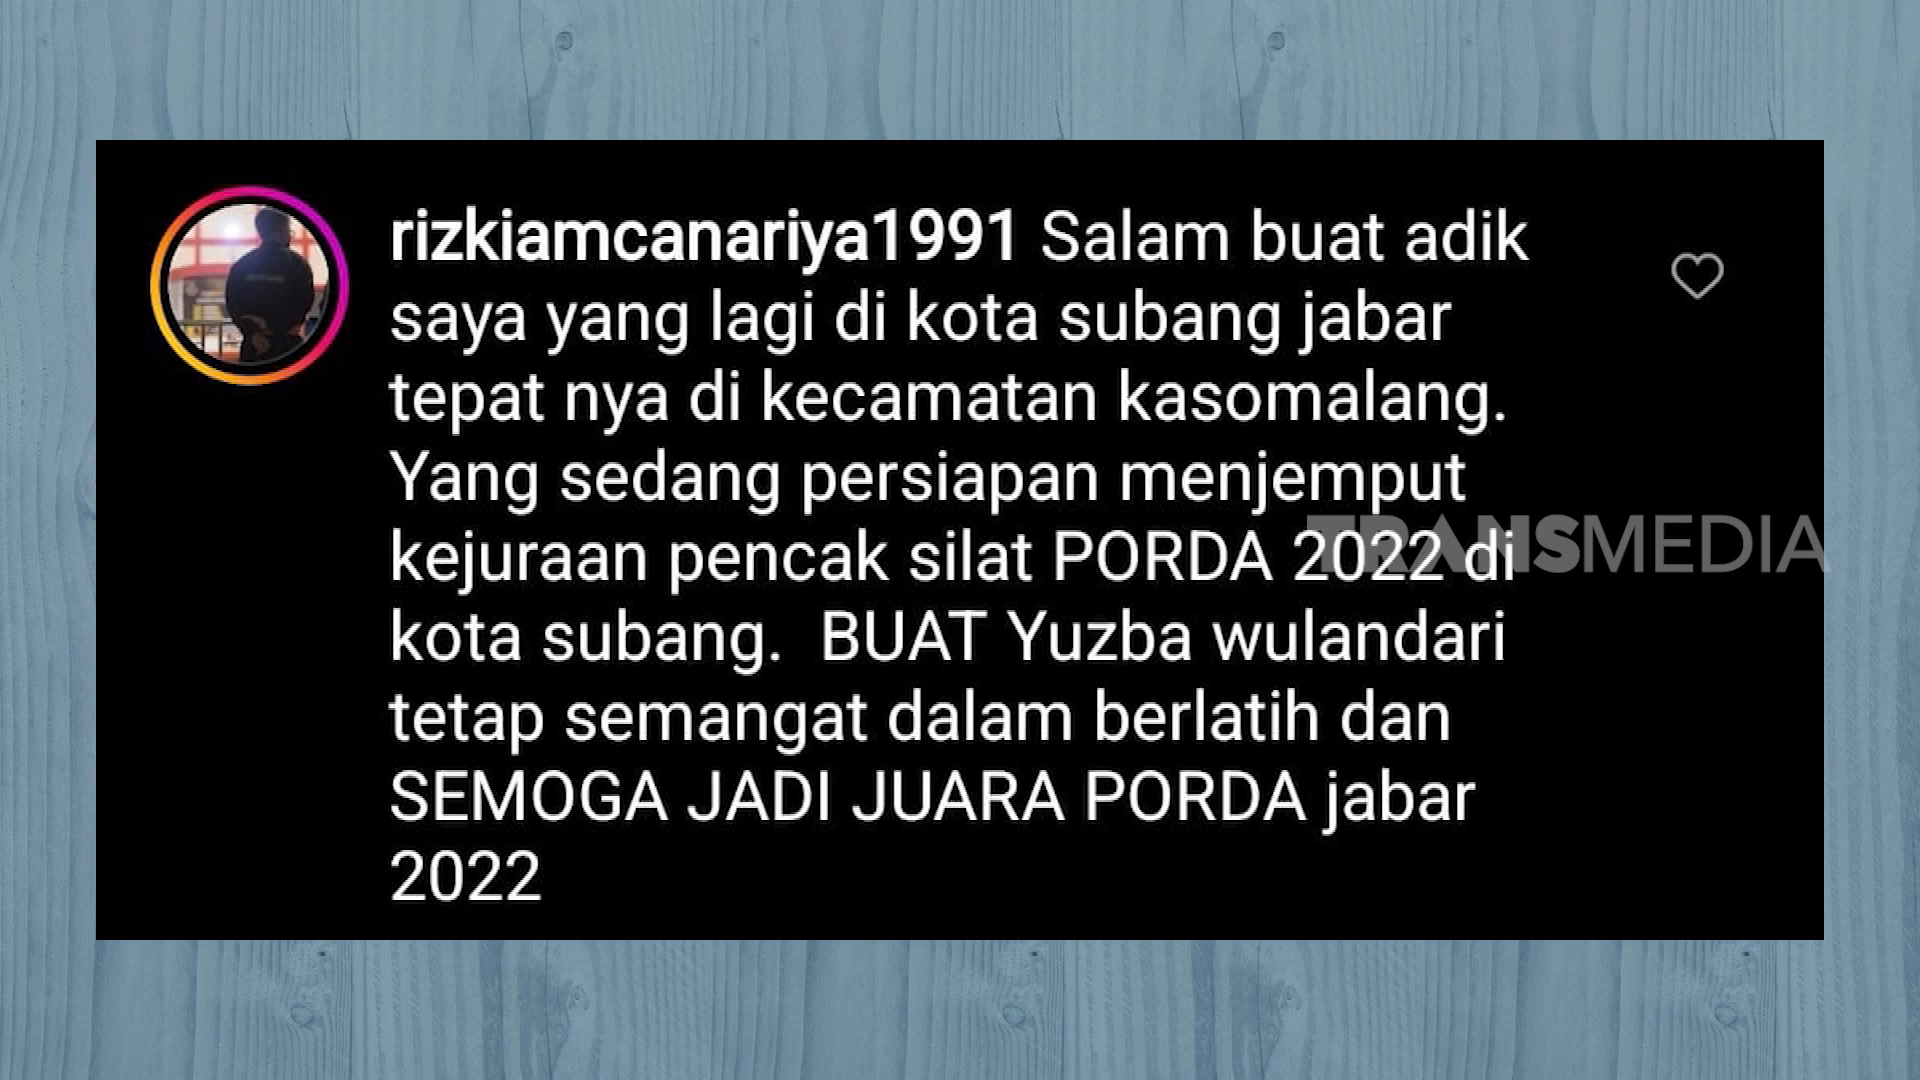 rizkiamcanariya1991 Salam buat adik
saya yang lagi di kota subang jabar
tepat nya di kecamatan kasomalang.
Yang sedang persiapan menjemput
kejuraan pencak silat PORDA 2022 di
kota subang.  BUAT Yuzba wulandari
tetap semangat dalam berlatih dan
SEMOGA JADI JUARA PORDA jabar
2022
TRANSMEDIA